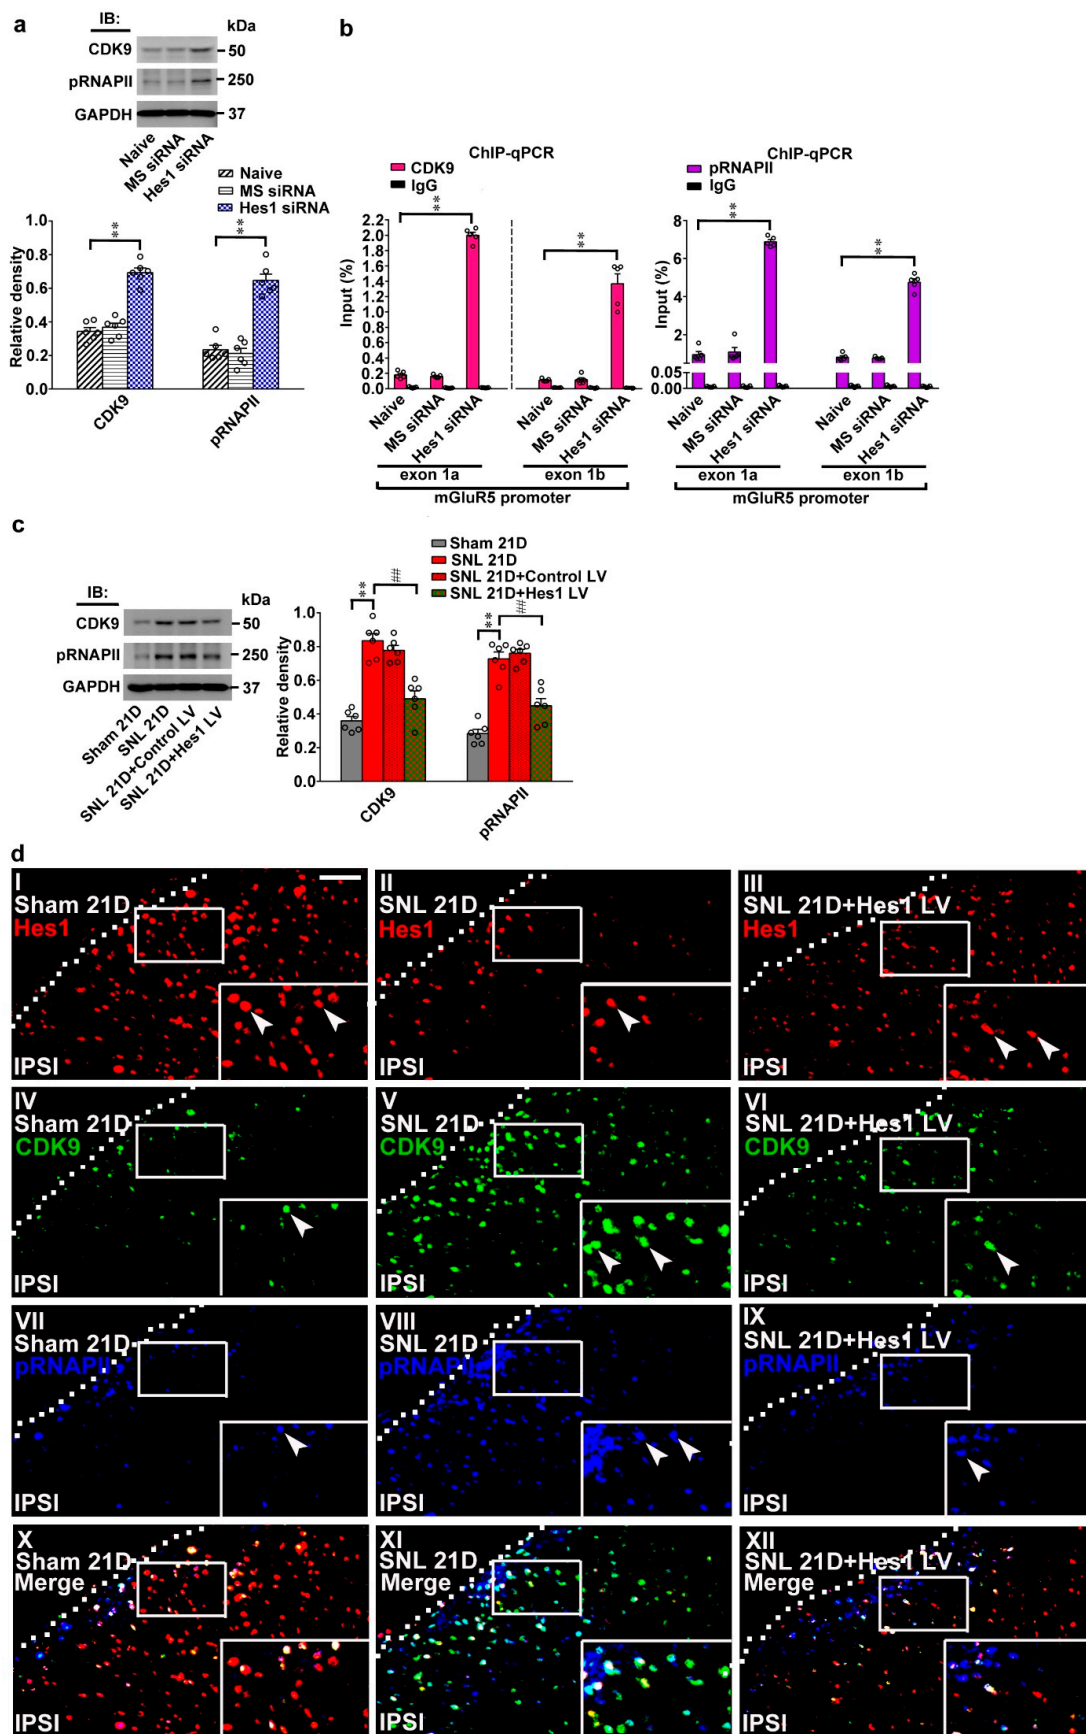 a
IB:
kDa
CDK9
50
pRNAPII
250
GAPDH
37
Naive
MS siRNA
Hes1 siRNA
Naive
MS siRNA
Hes1 siRNA
Relative density
1.0
0.8
0.6
0.4
0.2
0.0
**
**
CDK9
pRNAPII
b
ChIP-qPCR
CDK9
IgG
Input (%)
2.2
2.0
1.8
1.6
1.4
1.2
1.0
0.8
0.6
0.4
0.2
0.0
**
**
Naive
MS siRNA
Hes1 siRNA
Naive
MS siRNA
Hes1 siRNA
exon 1a
exon 1b
mGluR5 promoter
ChIP-qPCR
pRNAPII
IgG
Input (%)
8
6
4
2
0.05
0.00
**
**
Naive
MS siRNA
Hes1 siRNA
Naive
MS siRNA
Hes1 siRNA
exon 1a
exon 1b
mGluR5 promoter
c
IB:
kDa
CDK9
50
pRNAPII
250
GAPDH
37
Sham 21D
SNL 21D
SNL 21D+Control LV
SNL 21D+Hes1 LV
Sham 21D
SNL 21D
SNL 21D+Control LV
SNL 21D+Hes1 LV
Relative density
1.0
0.8
0.6
0.4
0.2
0.0
**
##
**
##
CDK9
pRNAPII
d
I
Sham 21D
Hes1
IPSI
II
SNL 21D
Hes1
IPSI
III
SNL 21D+Hes1 LV
Hes1
IPSI
IV
Sham 21D
CDK9
IPSI
V
SNL 21D
CDK9
IPSI
VI
SNL 21D+Hes1 LV
CDK9
IPSI
VII
Sham 21D
pRNAPII
IPSI
VIII
SNL 21D
pRNAPII
IPSI
IX
SNL 21D+Hes1 LV
pRNAPII
IPSI
X
Sham 21D
Merge
IPSI
XI
SNL 21D
Merge
IPSI
XII
SNL 21D+Hes1 LV
Merge
IPSI